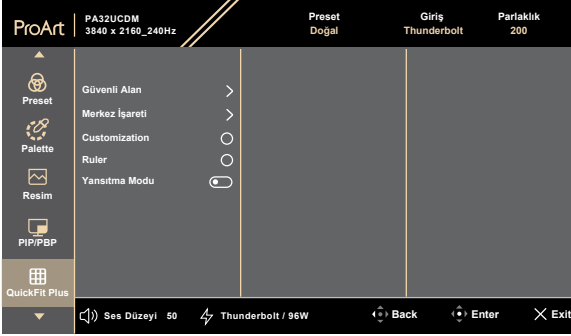 ProArt
PA32UCDM
3840 x 2160_240Hz
Preset
Doğal
Giriş
Thunderbolt
Parlaklık
200
Preset
Palette
Resim
PIP/PBP
QuickFit Plus
Güvenli Alan
Merkez İşareti
Customization
Ruler
Yansıtma Modu
Ses Düzeyi 50
Thunderbolt / 96W
Back
Enter
Exit